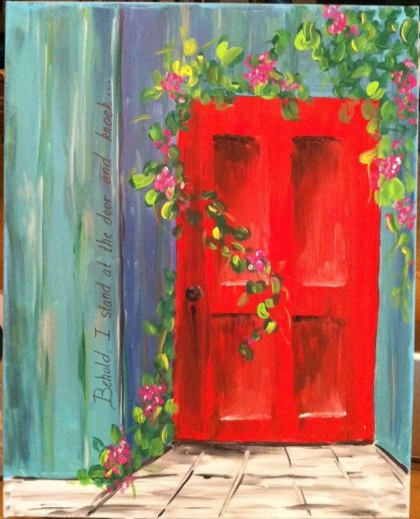 Behold I stand at the door and knock...